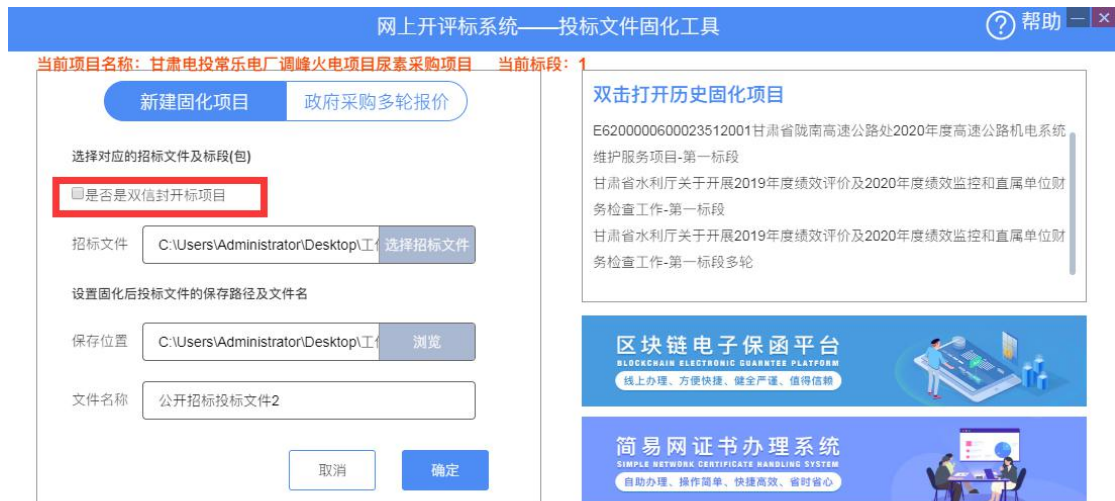 网上开评标系统——投标文件固化工具
帮助
当前项目名称：甘肃电投常乐电厂调峰火电项目尿素采购项目 当前标段：1
新建固化项目
政府采购多轮报价
选择对应的招标文件及标段(包)
是否是双信封开标项目
招标文件
C:\Users\Administrator\Desktop\工
选择招标文件
设置固化后投标文件的保存路径及文件名
保存位置
C:\Users\Administrator\Desktop\工
浏览
文件名称
公开招标投标文件2
取消
确定
双击打开历史固化项目
E6200000600023512001甘肃省陇南高速公路处2020年度高速公路机电系统
维护服务项目-第一标段
甘肃省水利厅关于开展2019年度绩效评价及2020年度绩效监控和直属单位财
务检查工作-第一标段
甘肃省水利厅关于开展2019年度绩效评价及2020年度绩效监控和直属单位财
务检查工作-第一标段多轮
区块链电子保函平台
BLOCKCHAIN ELECTRONIC GUARNTEE PLATFORM
线上办理、方便快捷、健全严谨、值得信赖
简易网证书办理系统
SIMPLE NETWORK CERTIFICATE HANDLING SYSTEM
自助办理、操作简单、快捷高效、省时省心